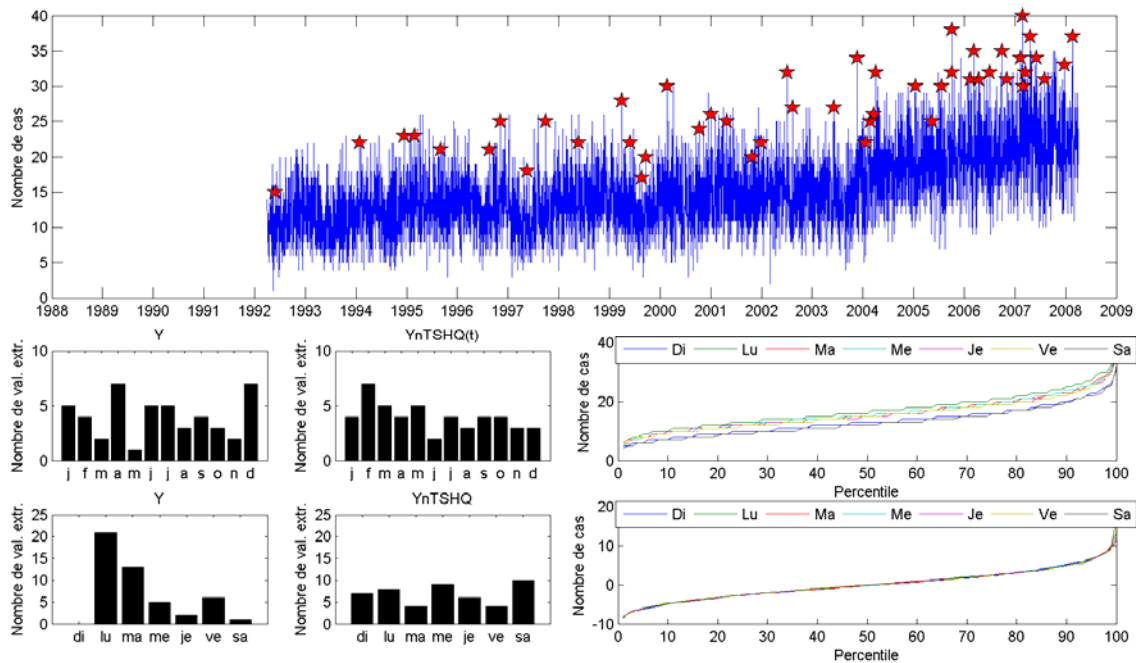 Nombre de cas
40
35
30
25
20
15
10
5
0
1988 1989 1990 1991 1992 1993 1994 1995 1996 1997 1998 1999 2000 2001 2002 2003 2004 2005 2006 2007 2008 2009
Y
Nombre de val. extr.
10
5
0
j f m a m j j a s o n d
YnTSHQ(t)
Nombre de val. extr.
10
5
0
j f m a m j j a s o n d
Di Lu Ma Me Je Ve Sa
Nombre de cas
40
20
0
0 10 20 30 40 50 60 70 80 90 100
Percentile
Y
Nombre de val. extr.
25
20
15
10
5
0
di lu ma me je ve sa
YnTSHQ
Nombre de val. extr.
25
20
15
10
5
0
di lu ma me je ve sa
Di Lu Ma Me Je Ve Sa
Nombre de cas
20
10
0
-10
0 10 20 30 40 50 60 70 80 90 100
Percentile